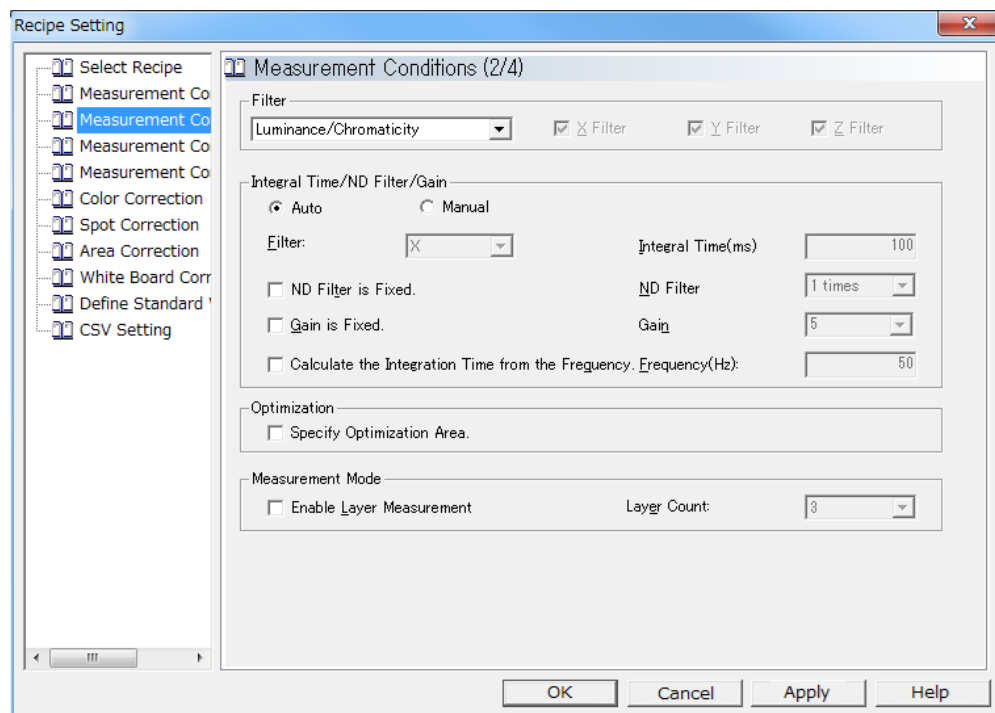 Recipe Setting
Select Recipe
Measurement Co
Measurement Co
Measurement Co
Measurement Co
Color Correction
Spot Correction
Area Correction
White Board Corr
Define Standard
CSV Setting
Measurement Conditions (2/4)
Filter
Luminance/Chromaticity X Filter Y Filter Z Filter
Integral Time/ND Filter/Gain
Auto Manual
Filter: X Integral Time(ms) 100
ND Filter is Fixed. ND Filter 1 times
Gain is Fixed. Gain 5
Calculate the Integration Time from the Frequency. Frequency(Hz): 50
Optimization
Specify Optimization Area.
Measurement Mode
Enable Layer Measurement Layer Count: 3
OK Cancel Apply Help